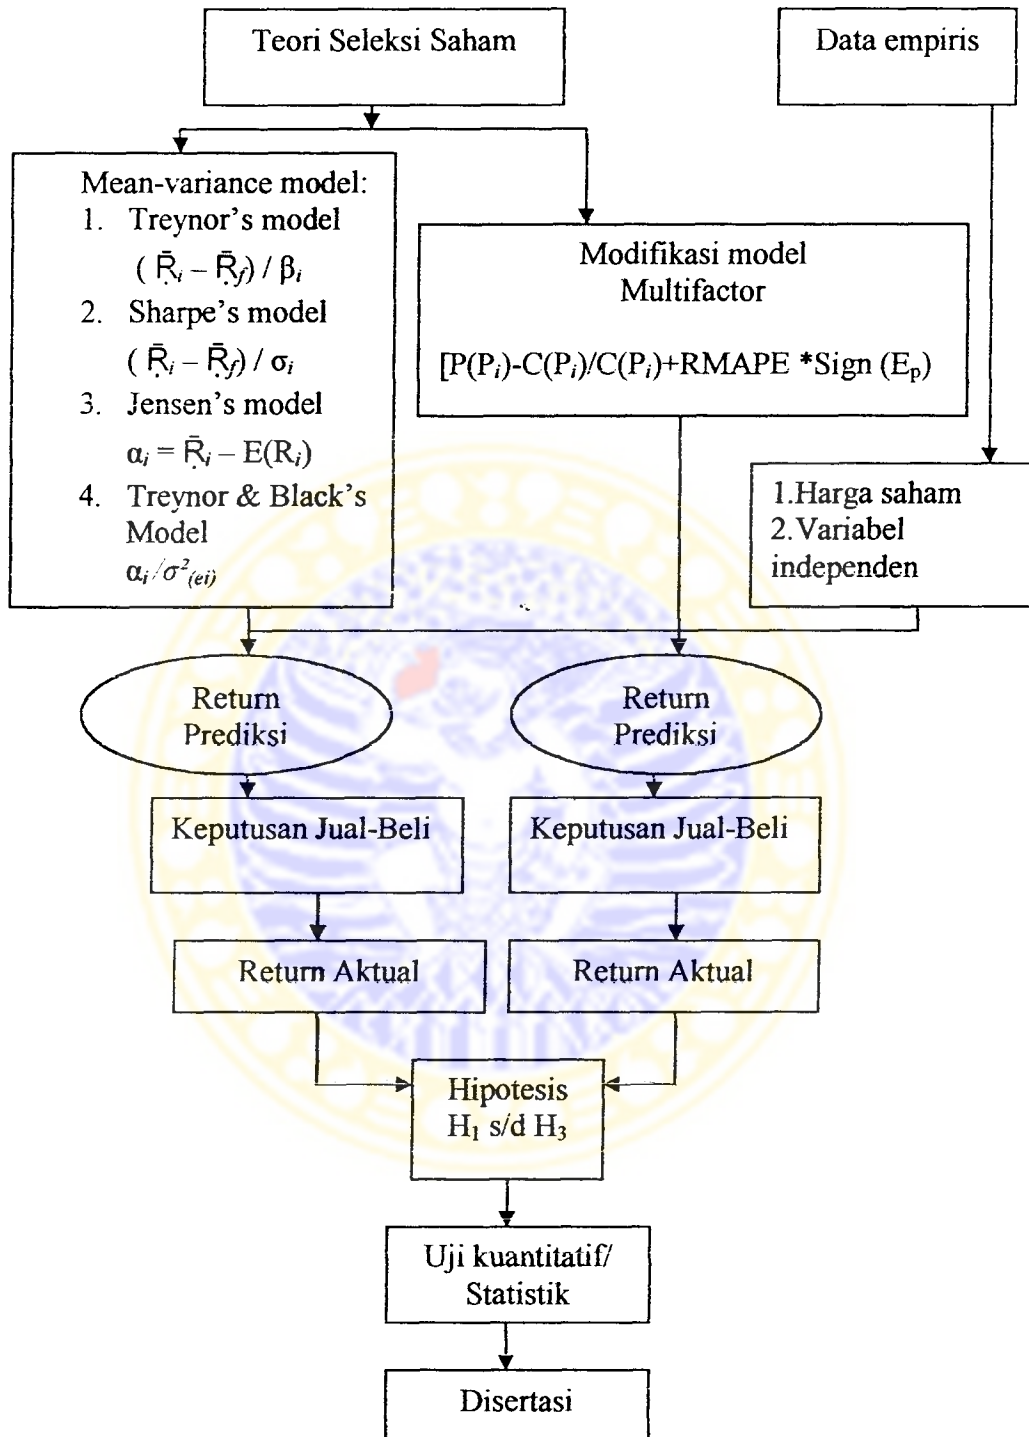 Teori Seleksi Saham
Data empiris
Mean-variance model:
1. Treynor's model
( R̄i – R̄f) / βi
2. Sharpe's model
( R̄i – R̄f) / σi
3. Jensen's model
αi = R̄i – E(Ri)
4. Treynor & Black's
Model
αi/σ²(ei)
Modifikasi model
Multifactor
[P(Pi)-C(Pi)/C(Pi)+RMAPE *Sign (Ep)
1.Harga saham
2.Variabel
independen
Return
Prediksi
Return
Prediksi
Keputusan Jual-Beli
Keputusan Jual-Beli
Return Aktual
Return Aktual
Hipotesis
H1 s/d H3
Uji kuantitatif/
Statistik
Disertasi